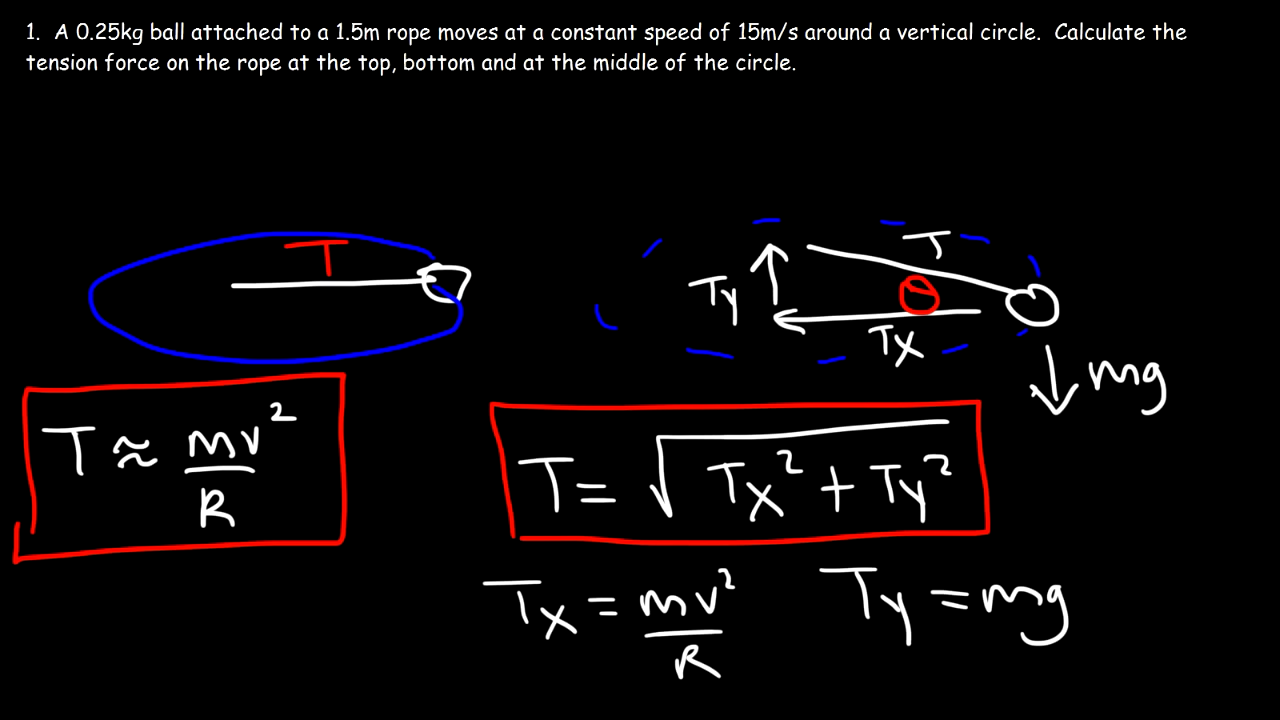 1. A 0.25kg ball attached to a 1.5m rope moves at a constant speed of 15m/s around a vertical circle. Calculate the
tension force on the rope at the top, bottom and at the middle of the circle.
T
T
Ty
θ
Tx
mg
T ≈ mv²/R
T = √(Tx² + Ty²)
Tx = mv²/R
Ty = mg